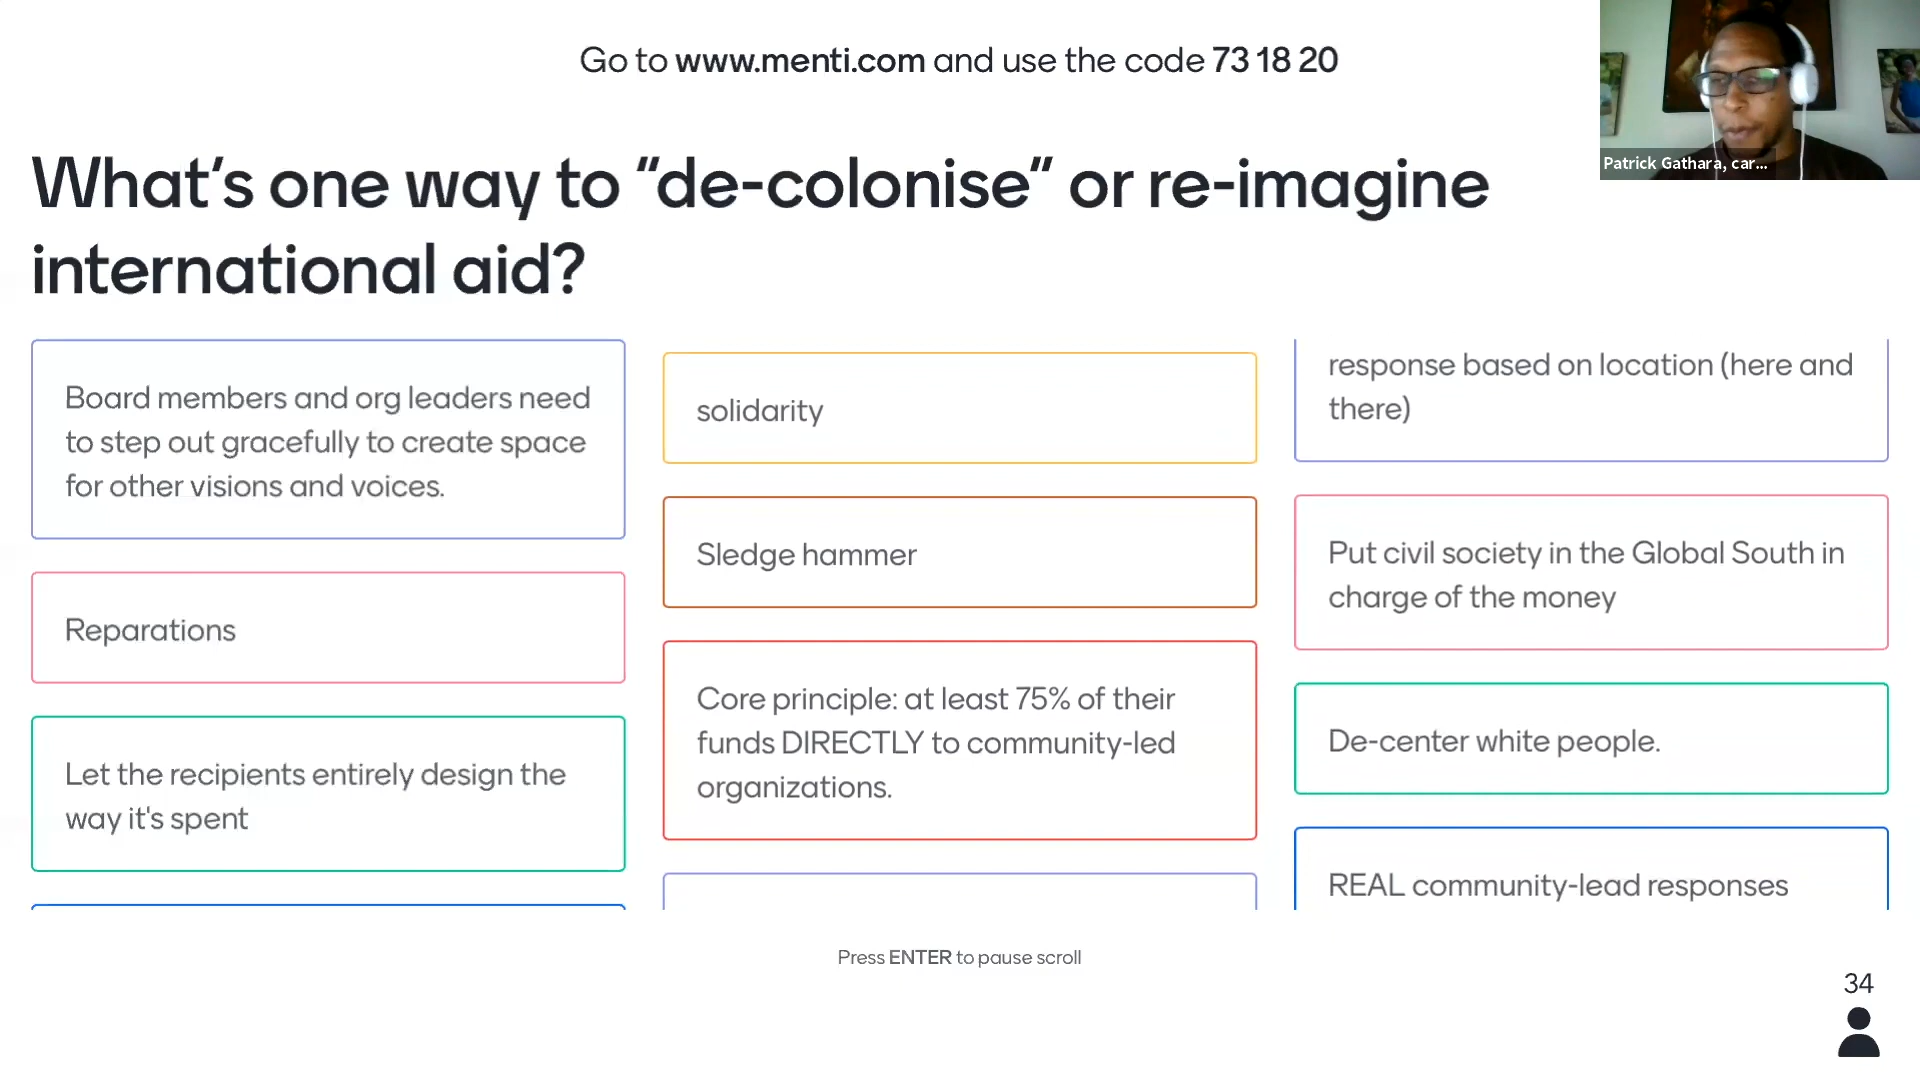 Go to www.menti.com and use the code 73 18 20
Patrick Gathara, car...
What's one way to “de-colonise” or re-imagine
international aid?
Board members and org leaders need
to step out gracefully to create space
for other visions and voices.
Reparations
Let the recipients entirely design the
way it's spent
solidarity
Sledge hammer
Core principle: at least 75% of their
funds DIRECTLY to community-led
organizations.
response based on location (here and
there)
Put civil society in the Global South in
charge of the money
De-center white people.
REAL community-lead responses
Press ENTER to pause scroll
34